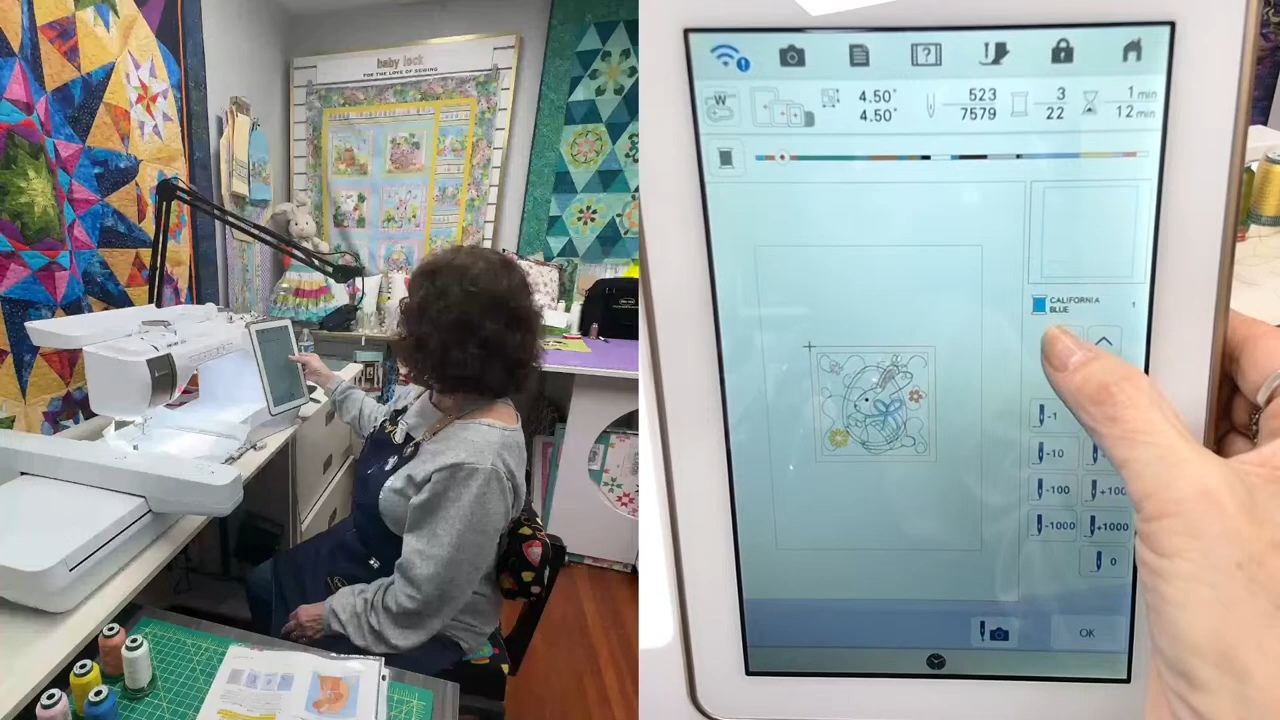 baby lock
FOR THE LOVE OF SEWING
W
4.50"
4.50"
523
7579
3
22
1 min
12 min
CALIFORNIA
BLUE
1
-1
-10
-100
+100
-1000
+1000
0
OK